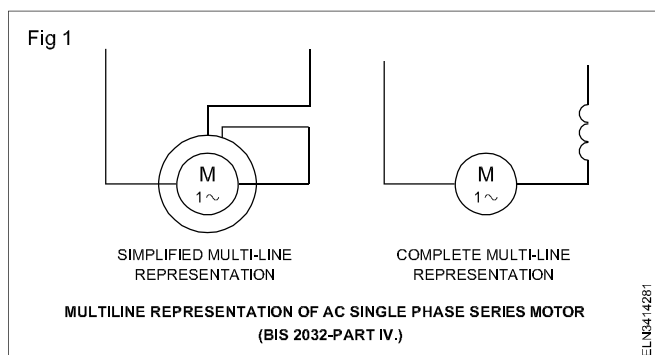 Fig 1
M
1~
M
1~
SIMPLIFIED MULTI-LINE
REPRESENTATION
COMPLETE MULTI-LINE
REPRESENTATION
MULTILINE REPRESENTATION OF AC SINGLE PHASE SERIES MOTOR
(BIS 2032-PART IV.)
ELN3414281